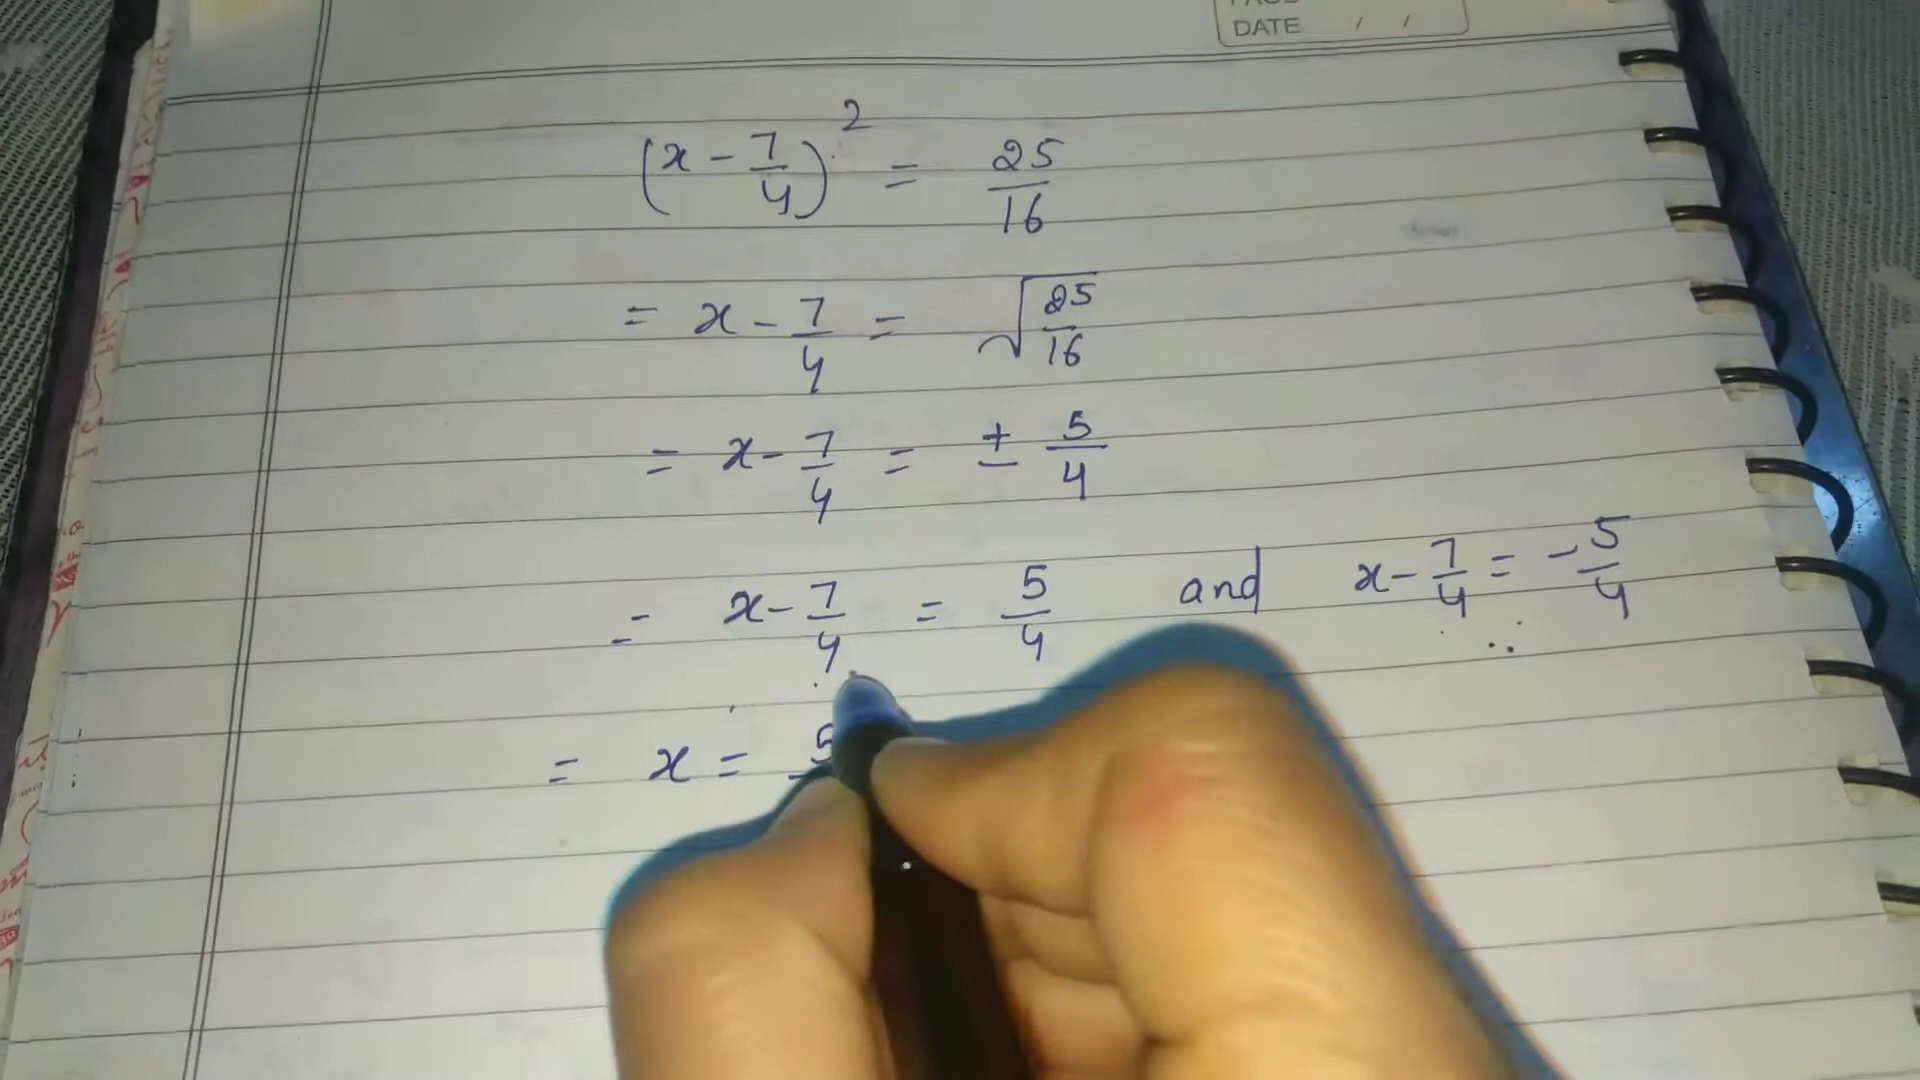 DATE / /
(x - 7/4)² = 25/16
= x - 7/4 = √25/16
= x - 7/4 = ± 5/4
= x - 7/4 = 5/4 and x - 7/4 = - 5/4
= x = 5